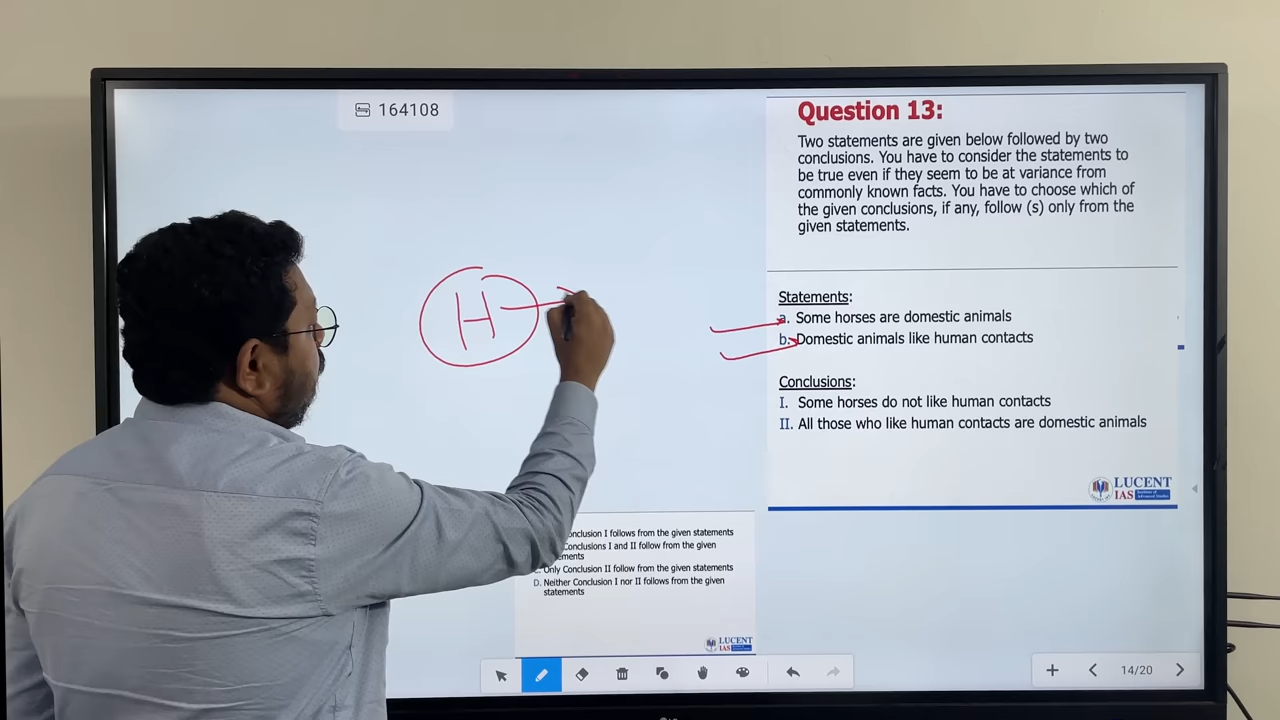 164108
Question 13:
Two statements are given below followed by two
conclusions. You have to consider the statements to
be true even if they seem to be at variance from
commonly known facts. You have to choose which of
the given conclusions, if any, follow (s) only from the
given statements.
H
Statements:
a. Some horses are domestic animals
b. Domestic animals like human contacts
Conclusions:
I. Some horses do not like human contacts
II. All those who like human contacts are domestic animals
LUCENT
IAS
Conclusion I follows from the given statements
Conclusions I and II follow from the given
Only Conclusion II follow from the given statements
D. Neither Conclusion I nor II follows from the given
statements
LUCENT
IAS
14/20